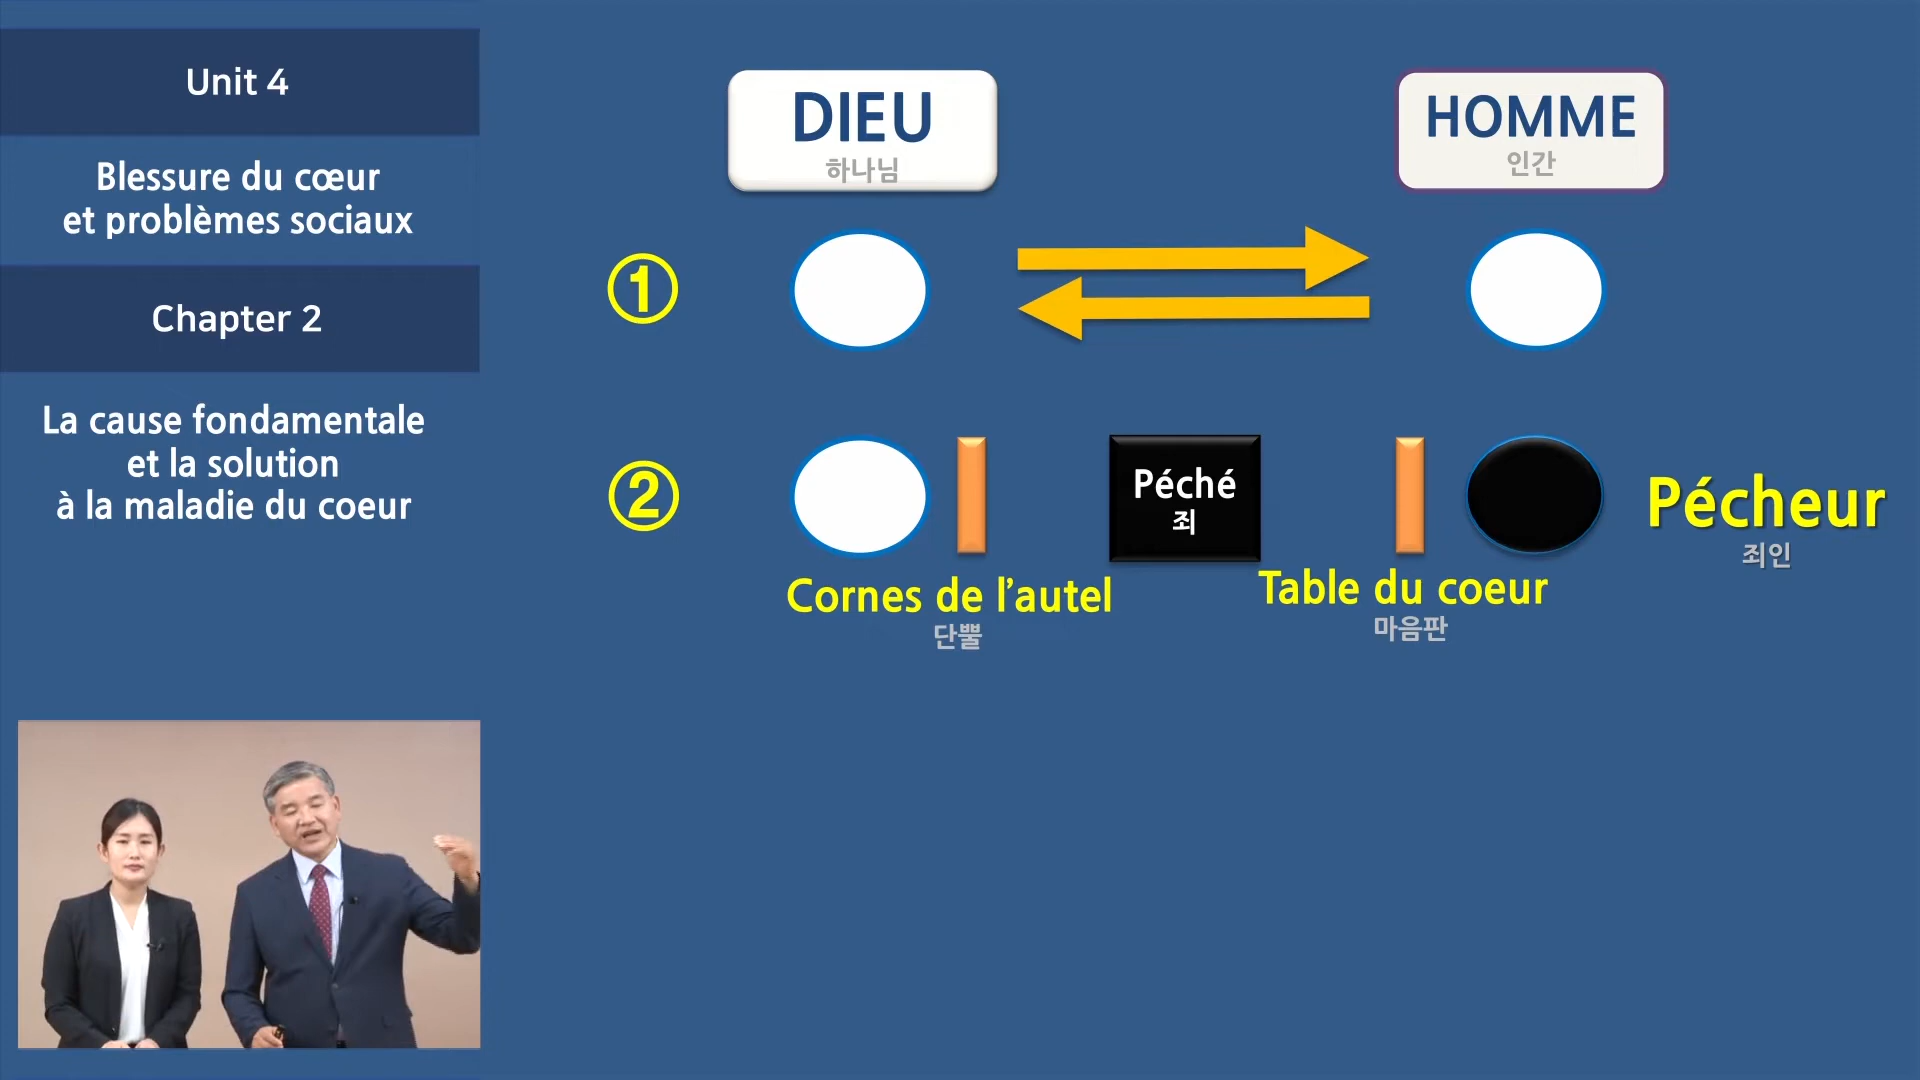 Unit 4
Blessure du cœur
et problèmes sociaux
Chapter 2
La cause fondamentale
et la solution
à la maladie du coeur
DIEU
하나님
HOMME
인간
①
②
Péché
죄
Pécheur
죄인
Cornes de l’autel
단뿔
Table du coeur
마음판